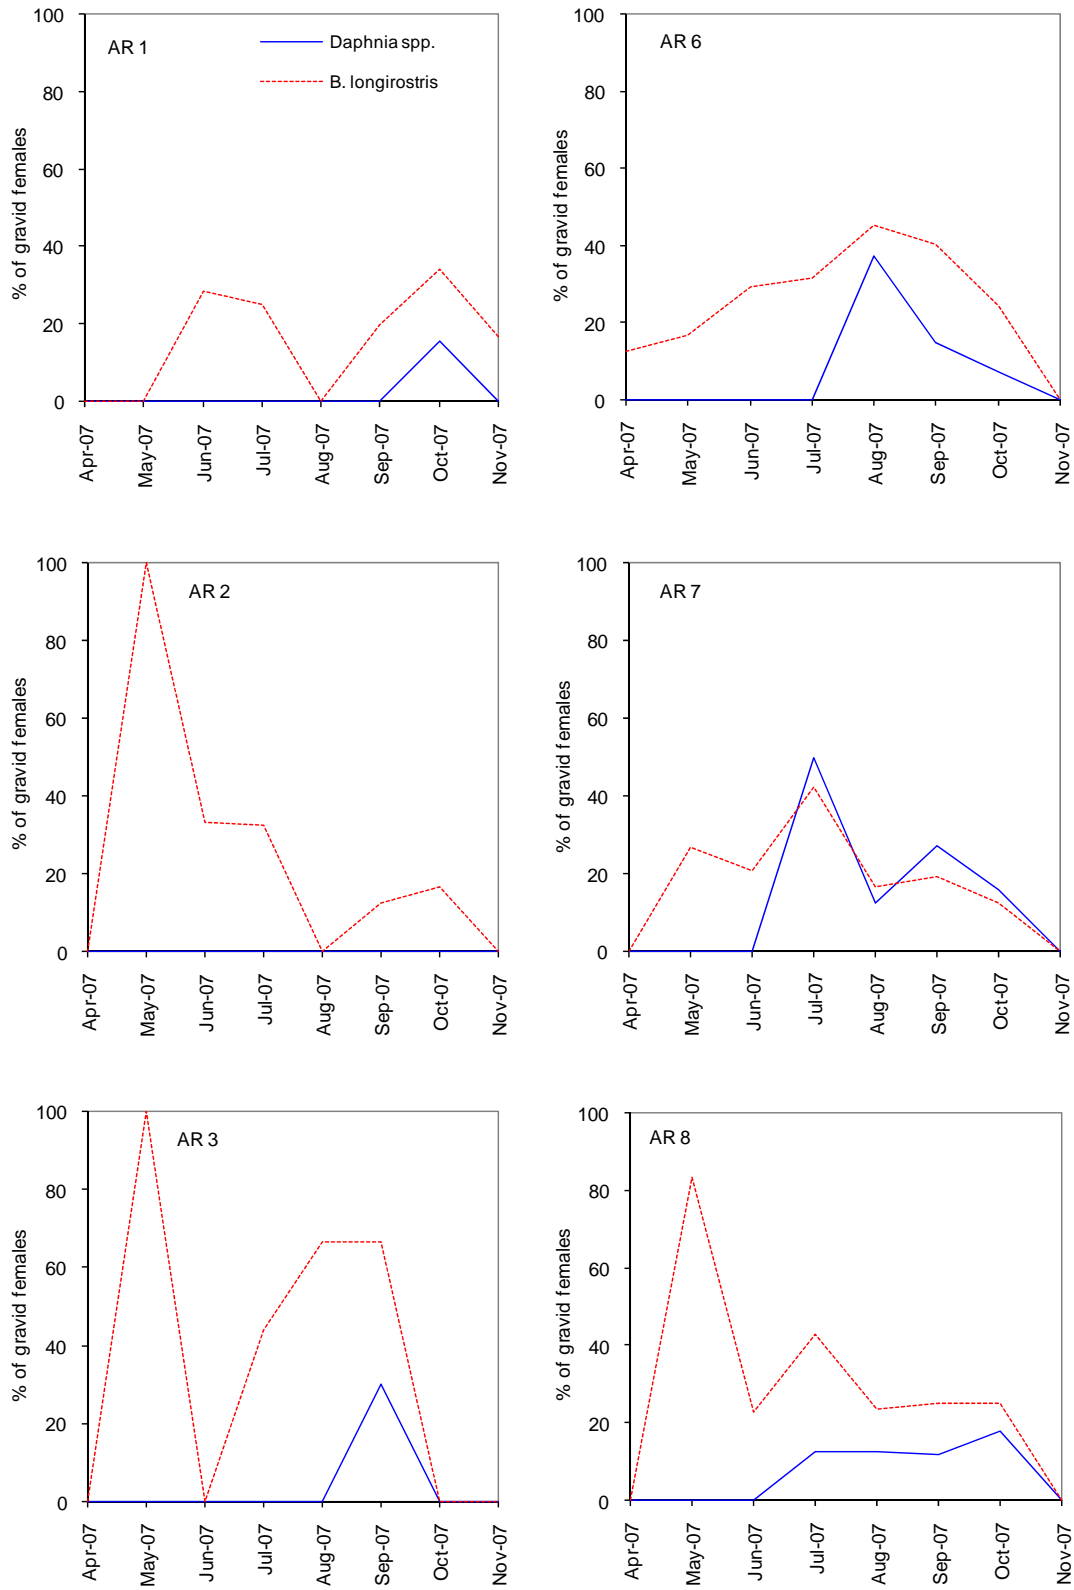 AR 1
Daphnia spp.
B. longirostris
% of gravid females
100
80
60
40
20
0
Apr-07
May-07
Jun-07
Jul-07
Aug-07
Sep-07
Oct-07
Nov-07
AR 6
% of gravid females
100
80
60
40
20
0
Apr-07
May-07
Jun-07
Jul-07
Aug-07
Sep-07
Oct-07
Nov-07
AR 2
% of gravid females
100
80
60
40
20
0
Apr-07
May-07
Jun-07
Jul-07
Aug-07
Sep-07
Oct-07
Nov-07
AR 7
% of gravid females
100
80
60
40
20
0
Apr-07
May-07
Jun-07
Jul-07
Aug-07
Sep-07
Oct-07
Nov-07
AR 3
% of gravid females
100
80
60
40
20
0
Apr-07
May-07
Jun-07
Jul-07
Aug-07
Sep-07
Oct-07
Nov-07
AR 8
% of gravid females
100
80
60
40
20
0
Apr-07
May-07
Jun-07
Jul-07
Aug-07
Sep-07
Oct-07
Nov-07